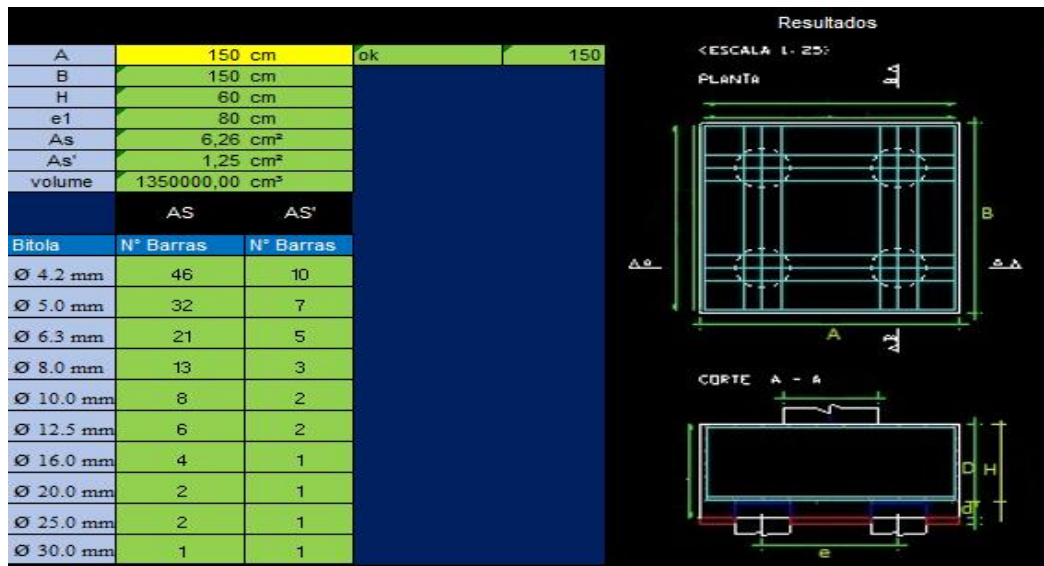 Resultados
A 150 cm ok 150
B 150 cm
H 60 cm
e1 80 cm
As 6,26 cm²
As' 1,25 cm²
volume 1350000,00 cm³
AS AS'
Bitola N° Barras N° Barras
Ø 4.2 mm 46 10
Ø 5.0 mm 32 7
Ø 6.3 mm 21 5
Ø 8.0 mm 13 3
Ø 10.0 mm 8 2
Ø 12.5 mm 6 2
Ø 16.0 mm 4 1
Ø 20.0 mm 2 1
Ø 25.0 mm 2 1
Ø 30.0 mm 1 1
<ESCALA 1:25>
PLANTA
B
A
CORTE A - A
D H
d'
e